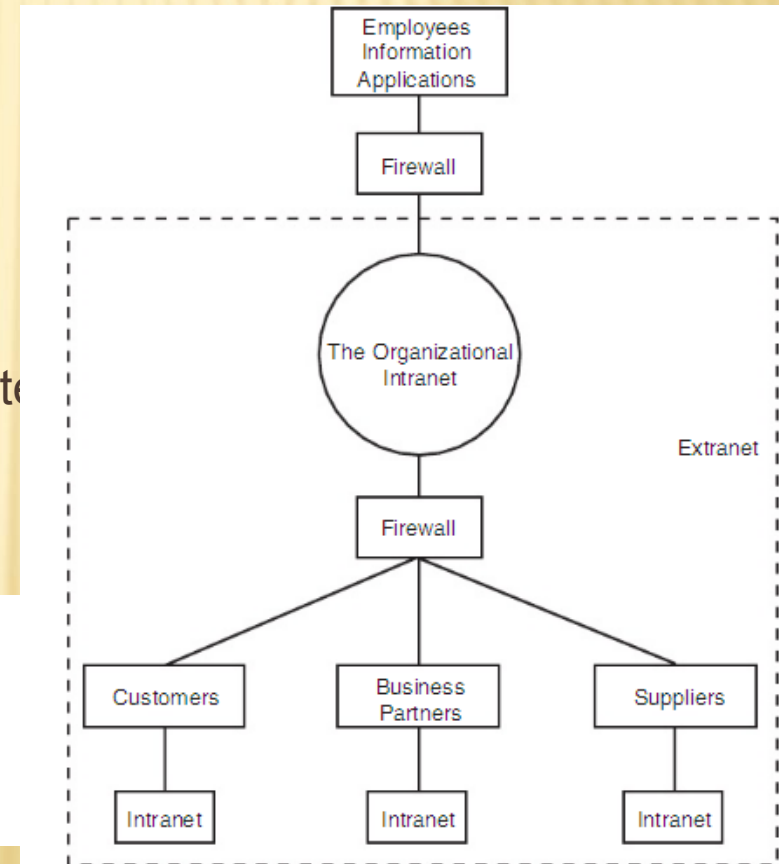 Employees
Information
Applications
Firewall
The Organizational
Intranet
Extranet
Firewall
Customers
Business
Partners
Suppliers
Intranet
Intranet
Intranet